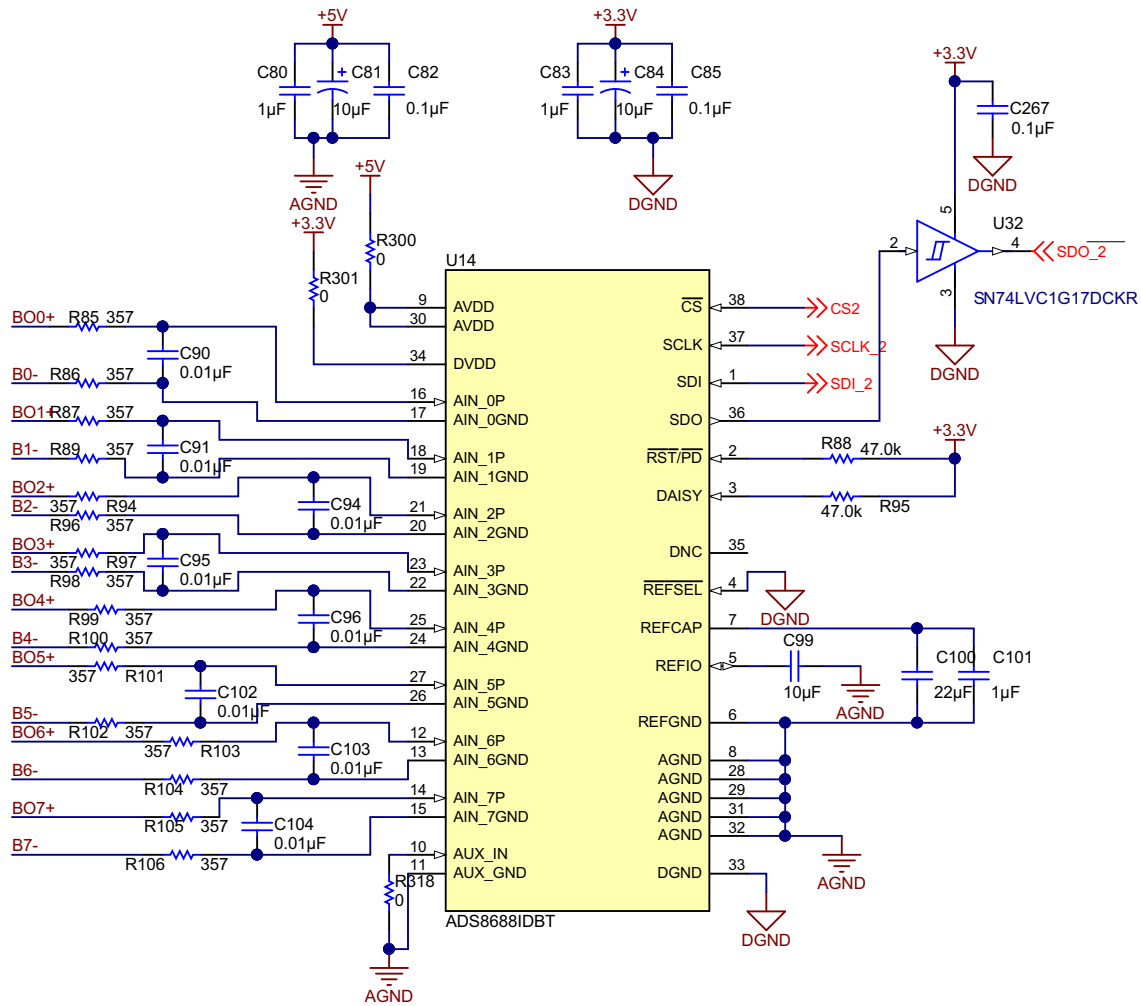 +5V
C80
1µF
+
C81
10µF
C82
0.1µF
AGND
+3.3V
C83
1µF
+
C84
10µF
C85
0.1µF
DGND
+3.3V
C267
0.1µF
DGND
5
U32
2
4
SDO_2
3
SN74LVC1G17DCKR
DGND
+5V
R300
0
+3.3V
R301
0
U14
9
AVDD
30
AVDD
34
DVDD
BO0+
R85
357
C90
0.01µF
B0-
R86
357
16
AIN_0P
17
AIN_0GND
BO1+
R87
357
C91
0.01µF
B1-
R89
357
18
AIN_1P
19
AIN_1GND
BO2+
357
R94
C94
0.01µF
B2-
R96
357
21
AIN_2P
20
AIN_2GND
BO3+
357
R97
C95
0.01µF
B3-
R98
357
23
AIN_3P
22
AIN_3GND
BO4+
R99
357
C96
0.01µF
B4-
R100
357
25
AIN_4P
24
AIN_4GND
BO5+
357
R101
C102
0.01µF
B5-
R102
357
27
AIN_5P
26
AIN_5GND
BO6+
357
R103
C103
0.01µF
B6-
R104
357
12
AIN_6P
13
AIN_6GND
BO7+
R105
357
C104
0.01µF
B7-
R106
357
14
AIN_7P
15
AIN_7GND
10
AUX_IN
11
AUX_GND
R318
0
AGND
ADS8688IDBT
CS
38
CS2
SCLK
37
SCLK_2
SDI
1
SDI_2
SDO
36
RST/PD
2
R88
47.0k
+3.3V
DAISY
3
47.0k
R95
DNC
35
REFSEL
4
DGND
REFCAP
7
REFIO
5
C99
10µF
AGND
C100
22µF
C101
1µF
REFGND
6
AGND
8
AGND
28
AGND
29
AGND
31
AGND
32
AGND
DGND
33
DGND